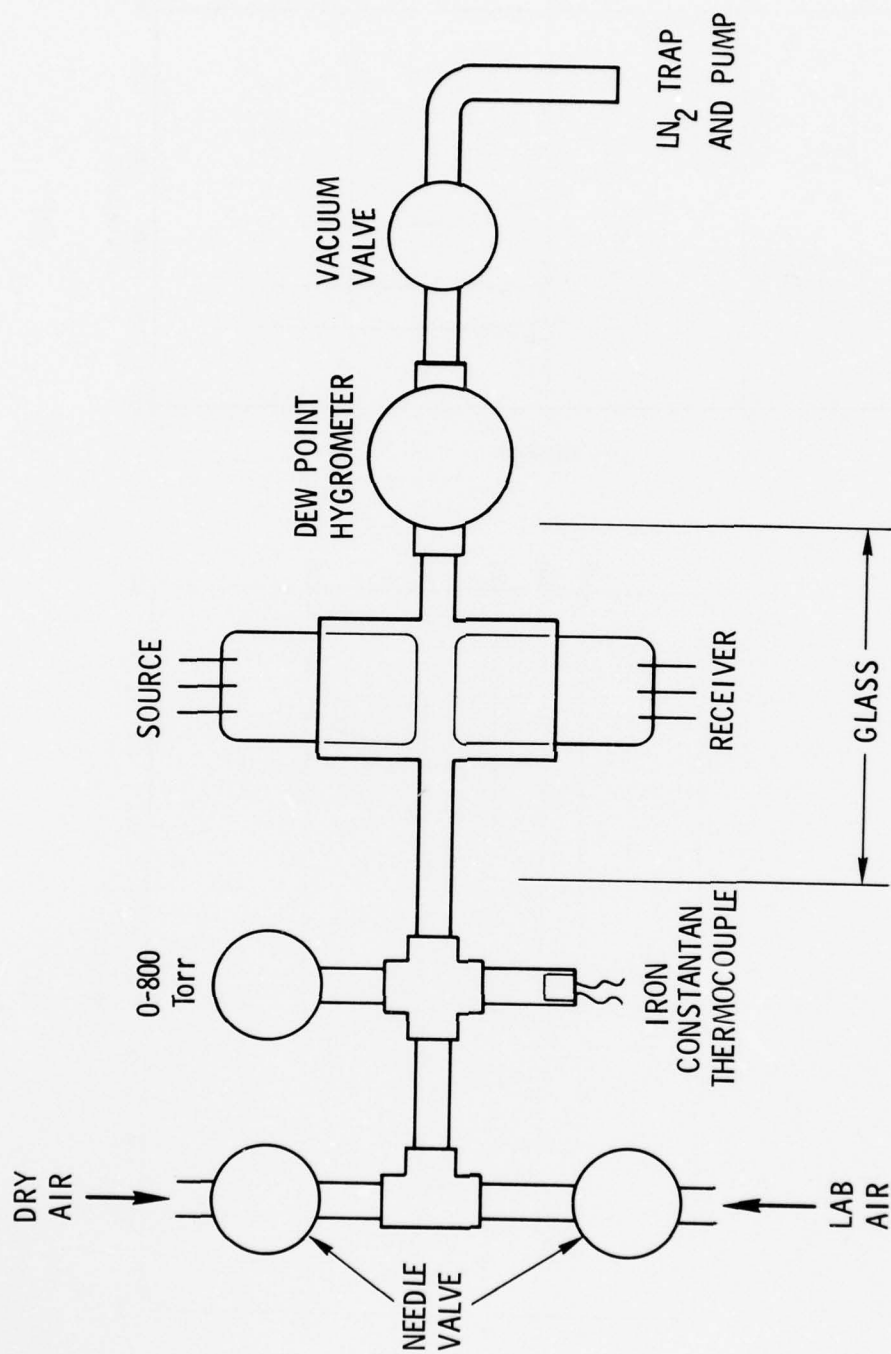 DRY
AIR
NEEDLE
VALVE
LAB
AIR
0-800
Torr
IRON
CONSTANTAN
THERMOCOUPLE
SOURCE
RECEIVER
GLASS
DEW POINT
HYGROMETER
VACUUM
VALVE
LN2 TRAP
AND PUMP